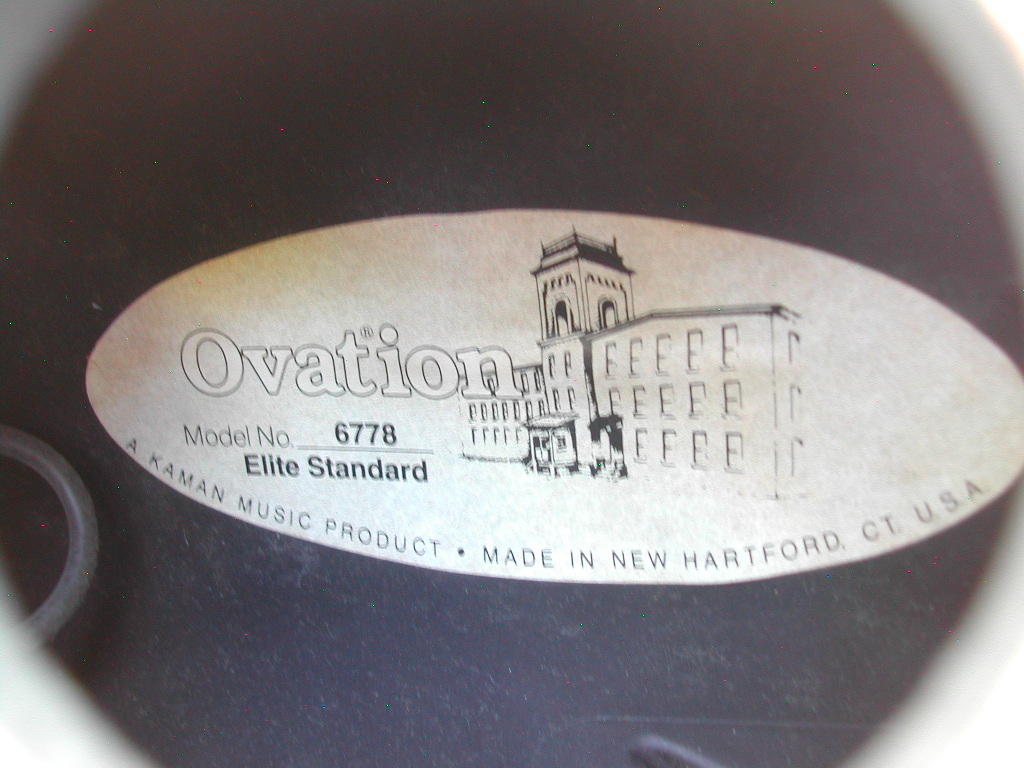 Ovation®
Model No. 6778
Elite Standard
A KAMAN MUSIC PRODUCT • MADE IN NEW HARTFORD, CT. U.S.A.